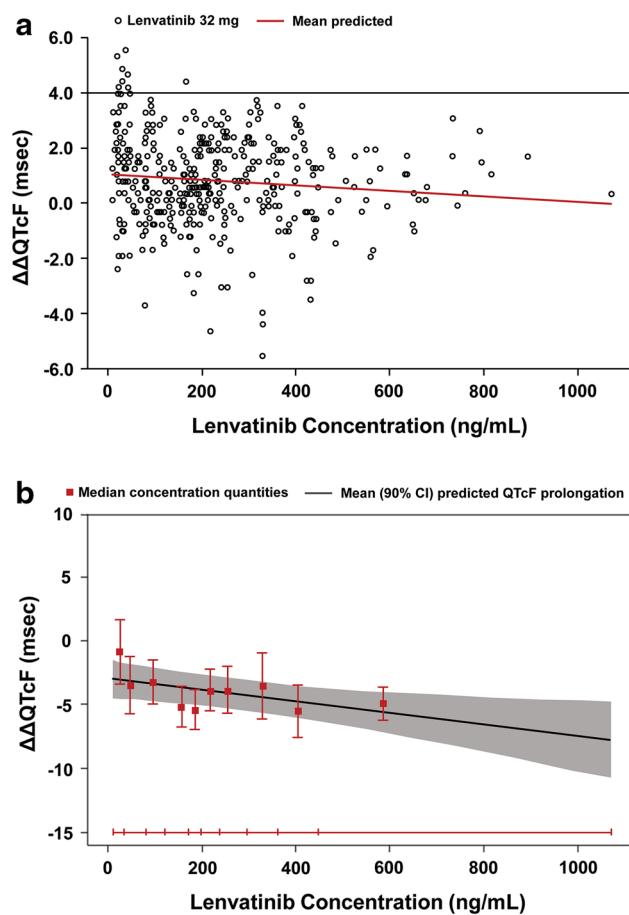 a
Lenvatinib 32 mg Mean predicted
6.0
4.0
2.0
0.0
-2.0
-4.0
-6.0
ΔΔQTcF (msec)
0 200 400 600 800 1000
Lenvatinib Concentration (ng/mL)
b
Median concentration quantities Mean (90% CI) predicted QTcF prolongation
10
5
0
-5
-10
-15
ΔΔQTcF (msec)
0 200 400 600 800 1000
Lenvatinib Concentration (ng/mL)